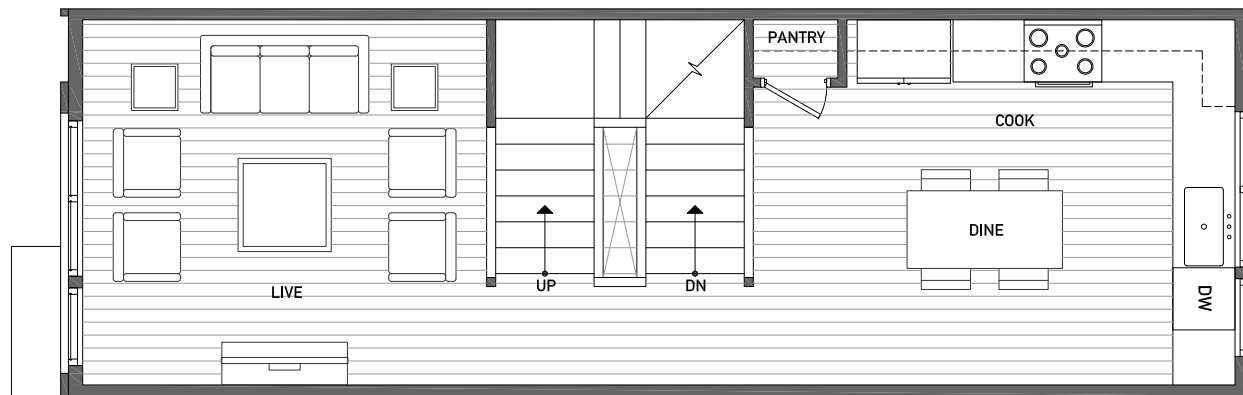 PANTRY
COOK
DINE
UP
DN
LIVE
DW